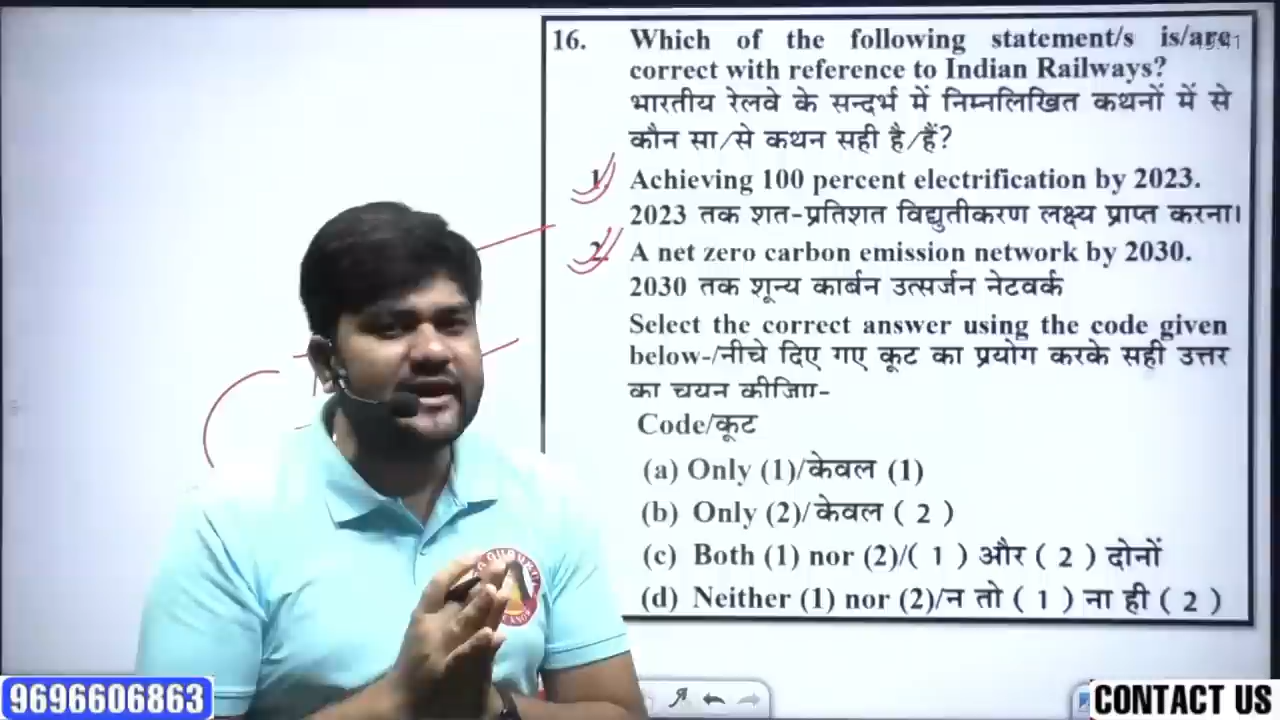 16. Which of the following statement/s is/are
correct with reference to Indian Railways?
भारतीय रेलवे के सन्दर्भ में निम्नलिखित कथनों में से
कौन सा/से कथन सही है/हैं?
1. Achieving 100 percent electrification by 2023.
2023 तक शत-प्रतिशत विद्युतीकरण लक्ष्य प्राप्त करना।
2. A net zero carbon emission network by 2030.
2030 तक शून्य कार्बन उत्सर्जन नेटवर्क
Select the correct answer using the code given
below-/नीचे दिए गए कूट का प्रयोग करके सही उत्तर
का चयन कीजिाा-
Code/कूट
(a) Only (1)/केवल (1)
(b) Only (2)/केवल ( 2 )
(c) Both (1) nor (2)/( 1 ) और ( 2 ) दोनों
(d) Neither (1) nor (2)/न तो ( 1 ) ना ही ( 2 )
9696606863
CONTACT US